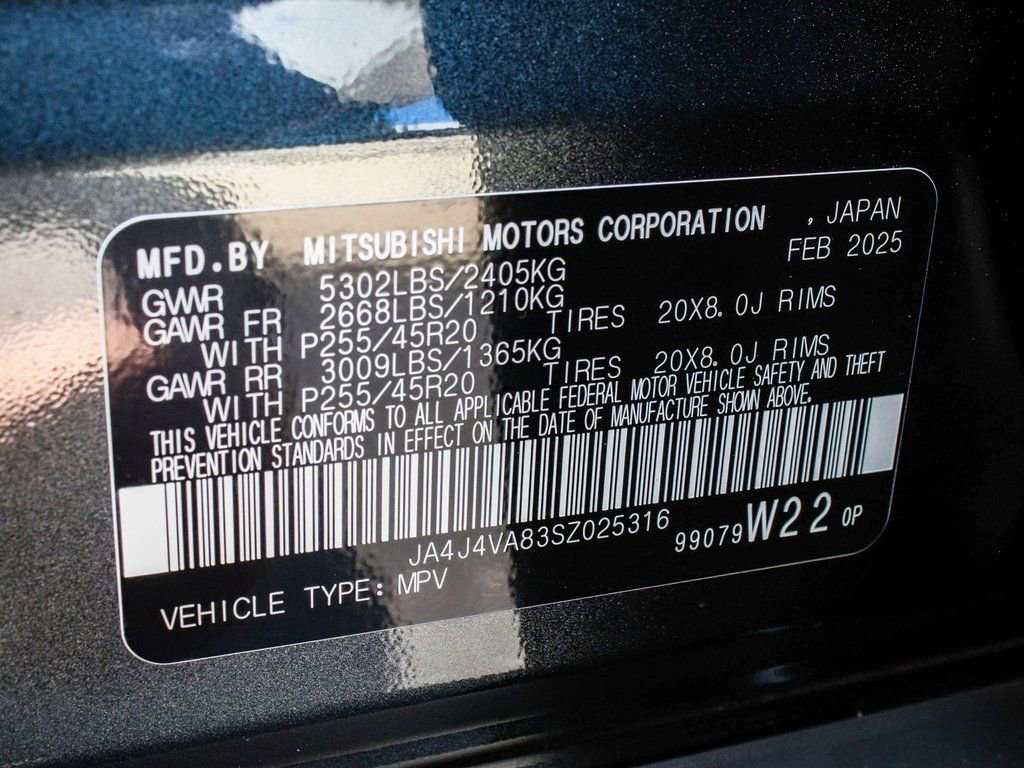 MFD.BY MITSUBISHI MOTORS CORPORATION , JAPAN
FEB 2025
GVWR 5302LBS/2405KG
GAWR FR 2668LBS/1210KG
WITH P255/45R20 TIRES 20X8.0J RIMS
GAWR RR 3009LBS/1365KG
WITH P255/45R20 TIRES 20X8.0J RIMS
THIS VEHICLE CONFORMS TO ALL APPLICABLE FEDERAL MOTOR VEHICLE SAFETY AND THEFT
PREVENTION STANDARDS IN EFFECT ON THE DATE OF MANUFACTURE SHOWN ABOVE.
JA4J4VA83SZ025316
99079 W22 OP
VEHICLE TYPE: MPV